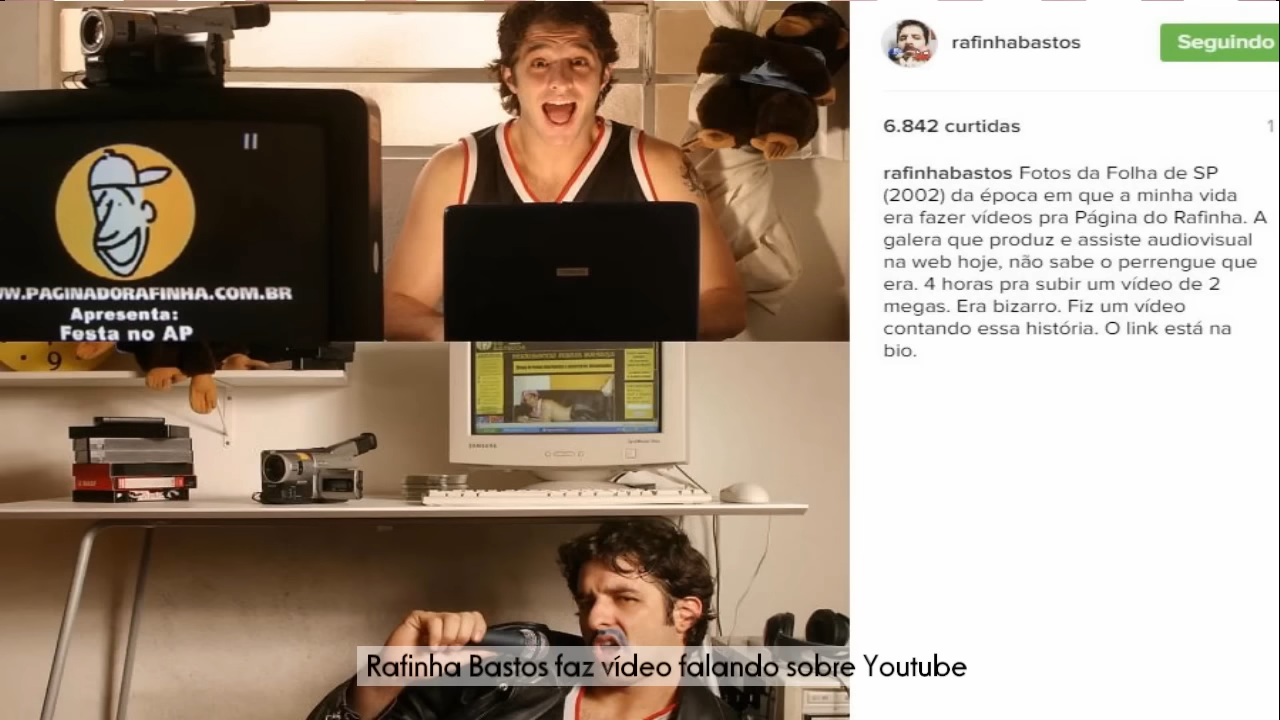 rafinhabastos
Seguindo
6.842 curtidas
1
rafinhabastos Fotos da Folha de SP
(2002) da época em que a minha vida
era fazer vídeos pra Página do Rafinha. A
galera que produz e assiste audiovisual
na web hoje, não sabe o perrengue que
era. 4 horas pra subir um vídeo de 2
megas. Era bizarro. Fiz um vídeo
contando essa história. O link está na
bio.
W.PAGINADORAFINHA.COM.BR
Apresenta:
Festa no AP
9
SAMSUNG
Rafinha Bastos faz vídeo falando sobre Youtube